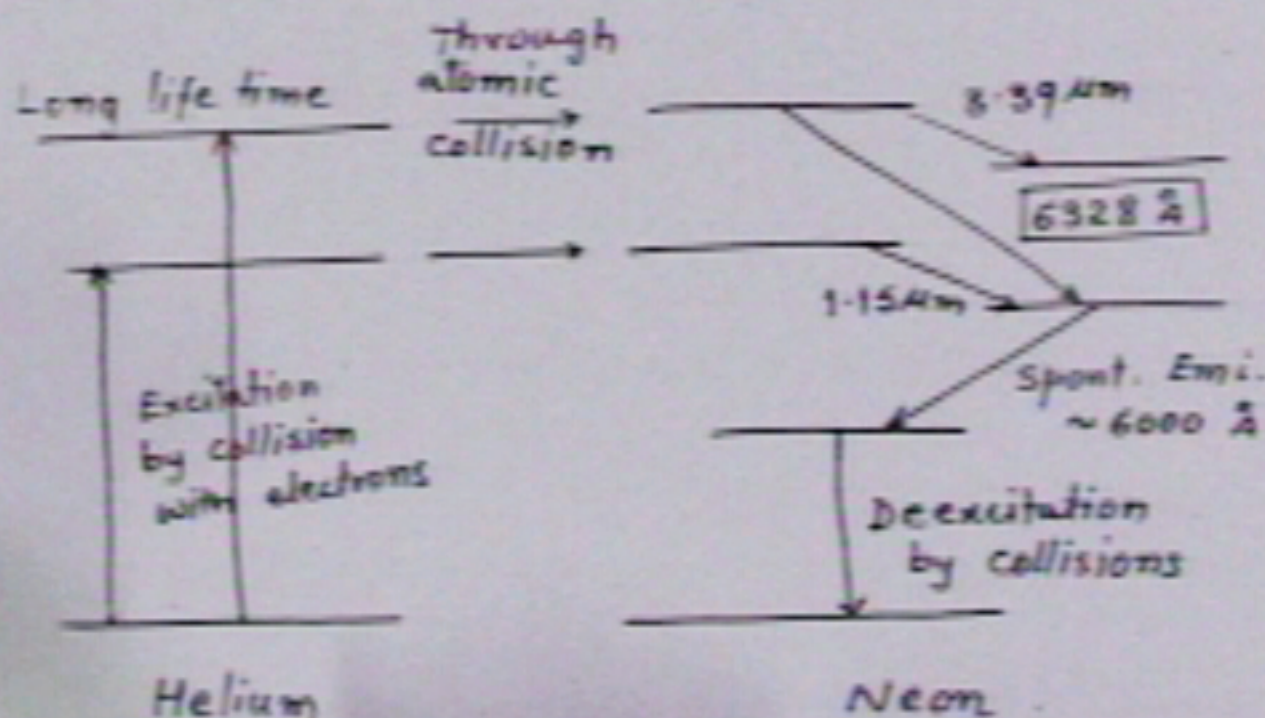 Long life time
Through
atomic
collision
3.39 μm
6328 Å
1.15 μm
Excitation
by collision
with electrons
Spont. Emi.
~ 6000 Å
Deexcitation
by collisions
Helium
Neon